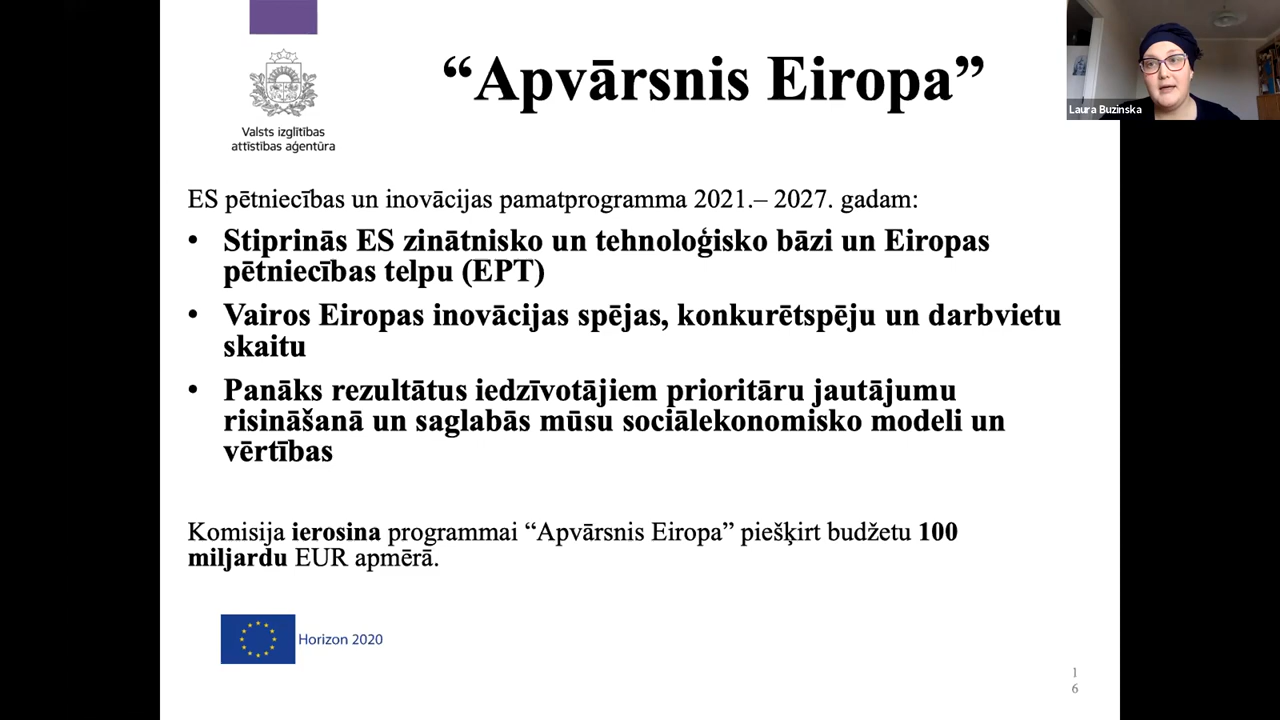 “Apvārsnis Eiropa”
Laura Buzinska
Valsts izglītības
attīstības aģentūra
ES pētniecības un inovācijas pamatprogramma 2021.– 2027. gadam:
• Stiprinās ES zinātnisko un tehnoloģisko bāzi un Eiropas
pētniecības telpu (EPT)
• Vairos Eiropas inovācijas spējas, konkurētspēju un darbvietu
skaitu
• Panāks rezultātus iedzīvotājiem prioritāru jautājumu
risināšanā un saglabās mūsu sociālekonomisko modeli un
vērtības
Komisija ierosina programmai “Apvārsnis Eiropa” piešķirt budžetu 100
miljardu EUR apmērā.
Horizon 2020
1
6